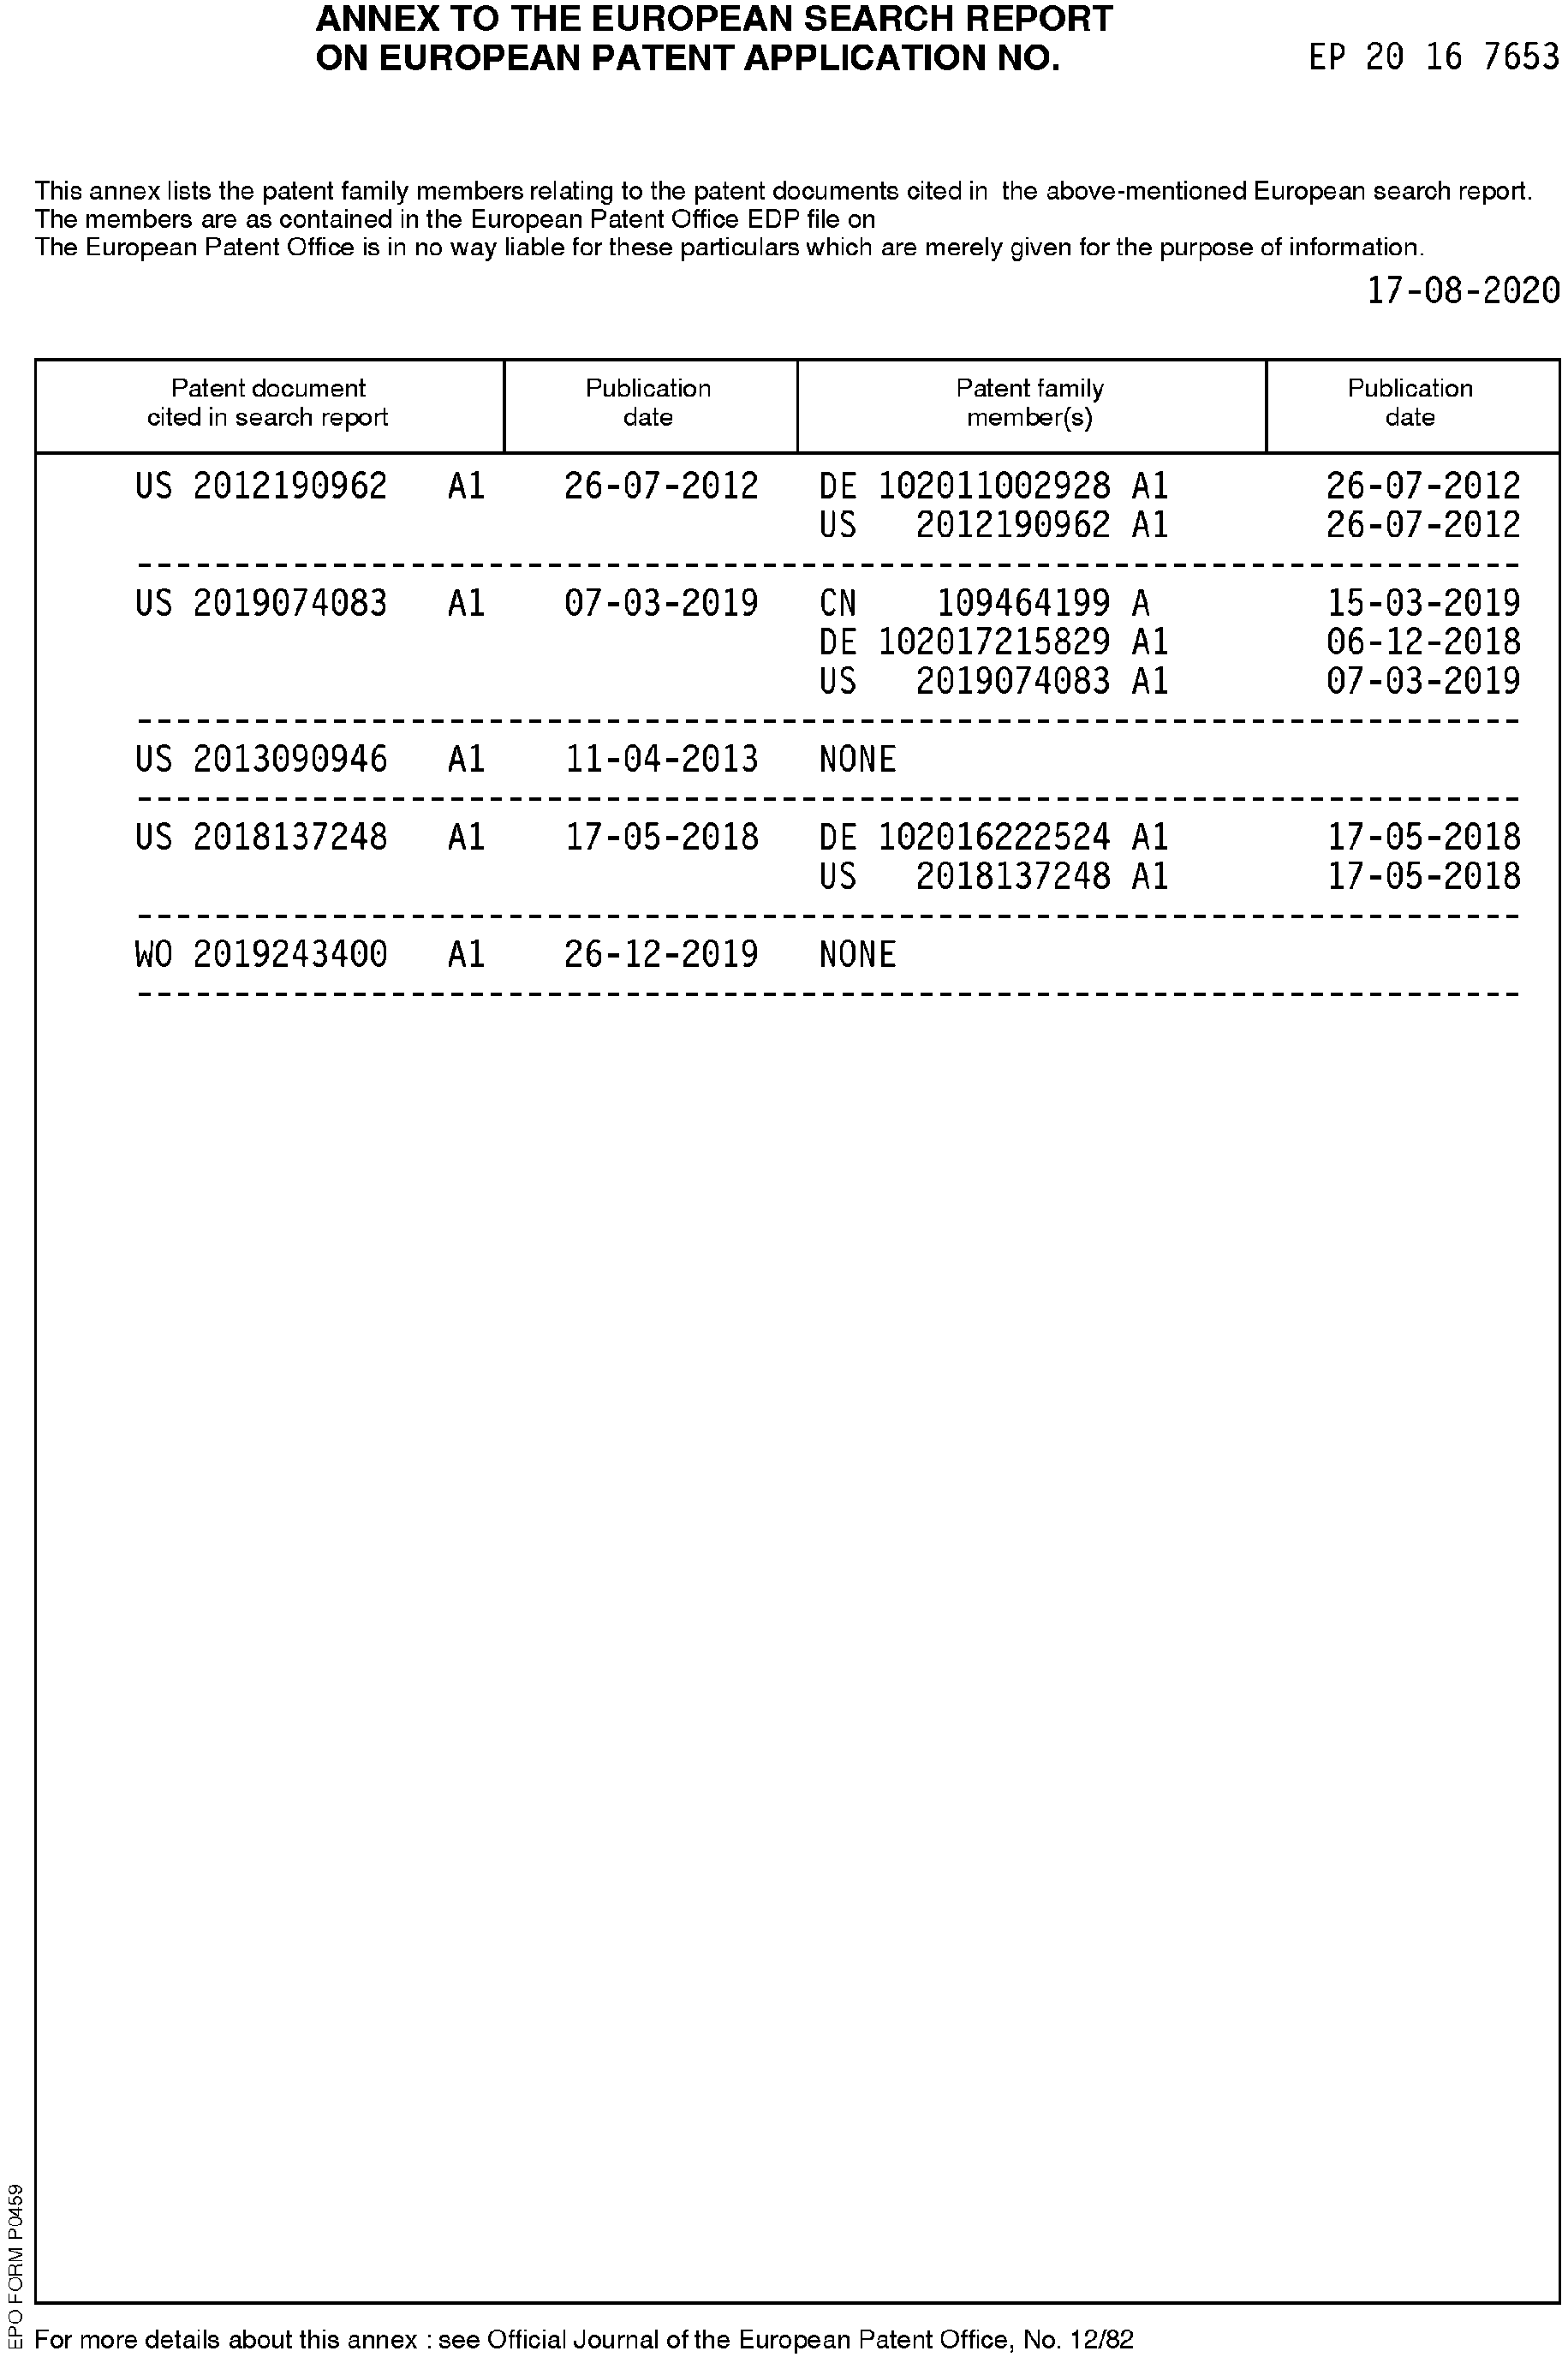 ANNEX TO THE EUROPEAN SEARCH REPORT
ON EUROPEAN PATENT APPLICATION NO. EP 20 16 7653
This annex lists the patent family members relating to the patent documents cited in the above-mentioned European search report.
The members are as contained in the European Patent Office EDP file on
The European Patent Office is in no way liable for these particulars which are merely given for the purpose of information.
17-08-2020
Patent document cited in search report Publication date Patent family member(s) Publication date
US 2012190962 A1 26-07-2012 DE 102011002928 A1 26-07-2012
US 2012190962 A1 26-07-2012
US 2019074083 A1 07-03-2019 CN 109464199 A 15-03-2019
DE 102017215829 A1 06-12-2018
US 2019074083 A1 07-03-2019
US 2013090946 A1 11-04-2013 NONE
US 2018137248 A1 17-05-2018 DE 102016222524 A1 17-05-2018
US 2018137248 A1 17-05-2018
WO 2019243400 A1 26-12-2019 NONE
EPO FORM P0459
For more details about this annex : see Official Journal of the European Patent Office, No. 12/82